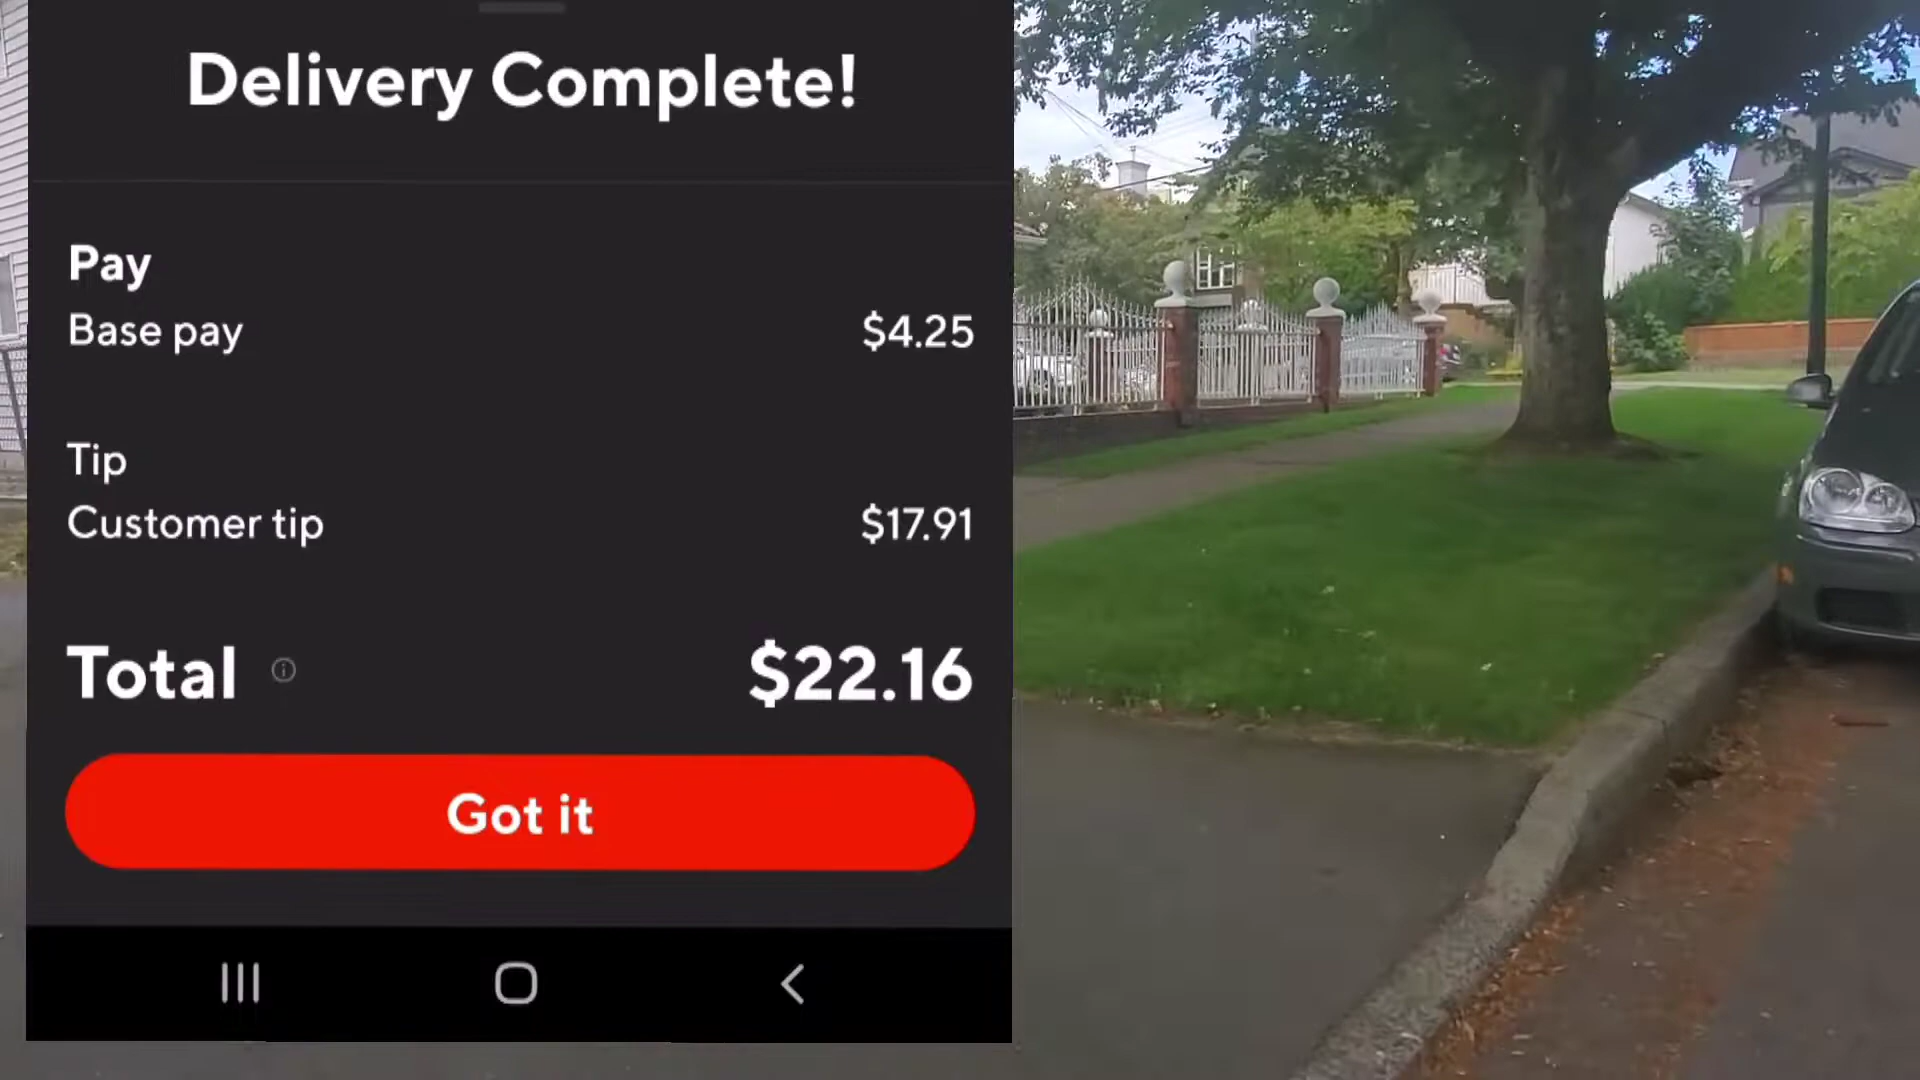 Delivery Complete!
Pay
Base pay $4.25
Tip
Customer tip $17.91
Total $22.16
Got it